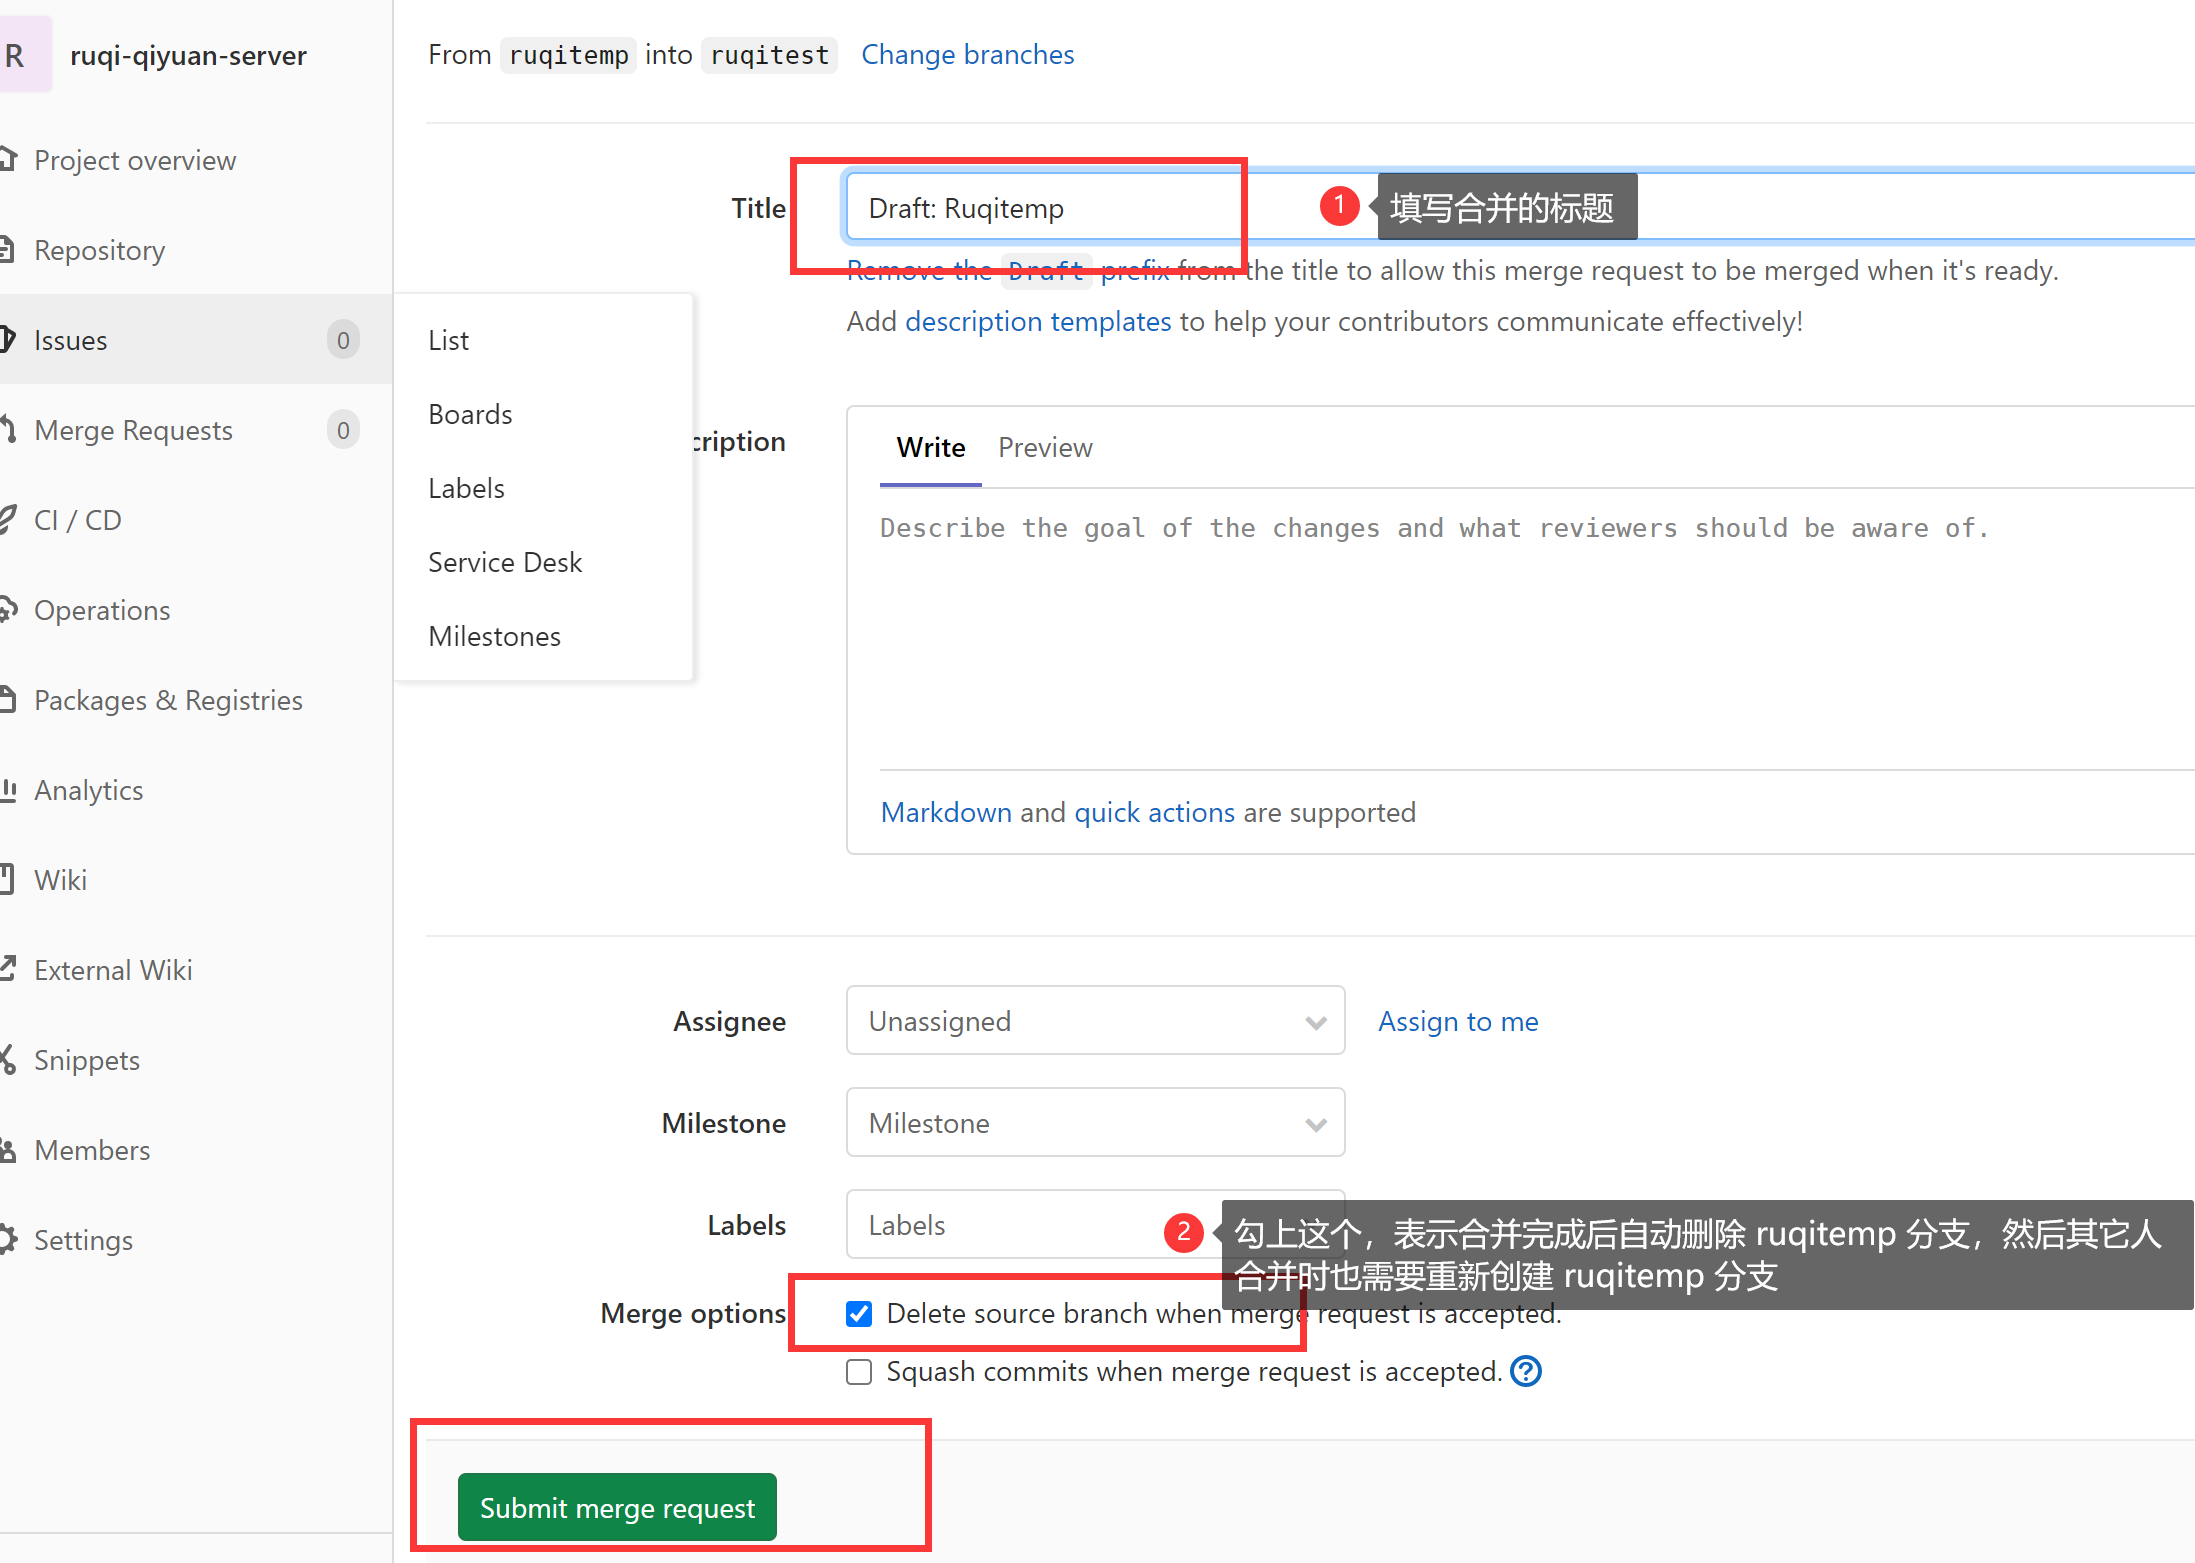 R ruqi-qiyuan-server
Project overview
Repository
Issues 0
Merge Requests 0
CI / CD
Operations
Packages & Registries
Analytics
Wiki
External Wiki
Snippets
Members
Settings
List
Boards
Labels
Service Desk
Milestones
From ruqitemp into ruqitest Change branches
Title Draft: Ruqitemp
1 填写合并的标题
Remove the Draft prefix from the title to allow this merge request to be merged when it's ready.
Add description templates to help your contributors communicate effectively!
cription
Write Preview
Describe the goal of the changes and what reviewers should be aware of.
Markdown and quick actions are supported
Assignee Unassigned Assign to me
Milestone Milestone
Labels Labels
2 勾上这个，表示合并完成后自动删除 ruqitemp 分支，然后其它人
合并时也需要重新创建 ruqitemp 分支
Merge options Delete source branch when merge request is accepted.
Squash commits when merge request is accepted. ?
Submit merge request